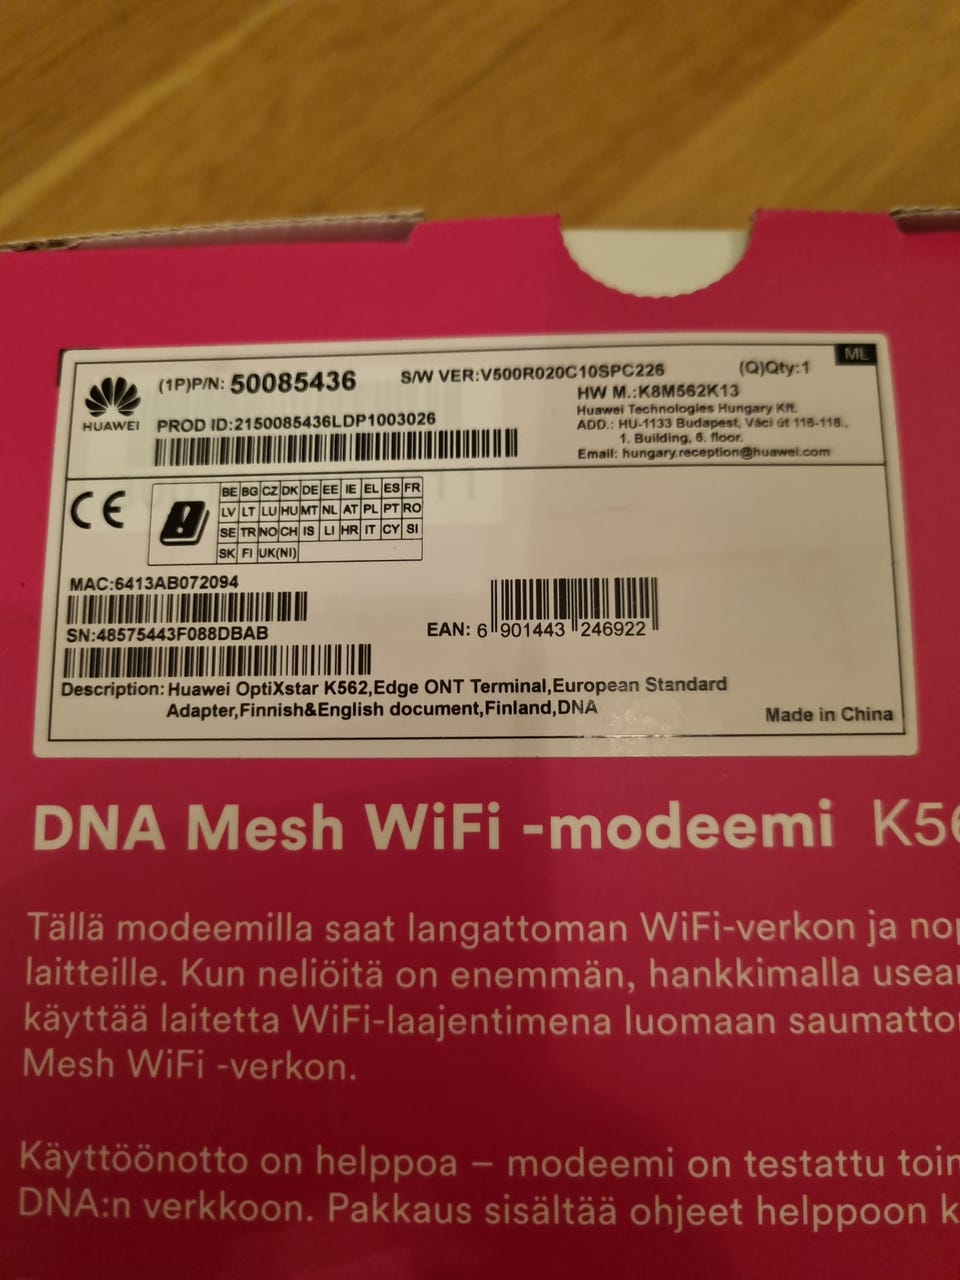 ML
HUAWEI
(1P)P/N: 50085436
S/W VER:V500R020C10SPC226
(Q)Qty:1
HW M.:K8M562K13
PROD ID:2150085436LDP1003026
Huawei Technologies Hungary Kft.
ADD.: HU-1133 Budapest, Váci út 116-118.,
1. Building, 6. floor.
Email: hungary.reception@huawei.com
CE
BE BG CZ DK DE EE IE EL ES FR
LV LT LU HU MT NL AT PL PT RO
SE TR NO CH IS LI HR IT CY SI
SK FI UK(NI)
MAC:6413AB072094
SN:48575443F088DBAB
EAN: 6 901443 246922
Description: Huawei OptiXstar K562,Edge ONT Terminal,European Standard
Adapter,Finnish&English document,Finland,DNA
Made in China
DNA Mesh WiFi -modeemi K56
Tällä modeemilla saat langattoman WiFi-verkon ja nop
laitteille. Kun neliöitä on enemmän, hankkimalla usean
käyttää laitetta WiFi-laajentimena luomaan saumatto
Mesh WiFi -verkon.
Käyttöönotto on helppoa – modeemi on testattu toim
DNA:n verkkoon. Pakkaus sisältää ohjeet helppoon k